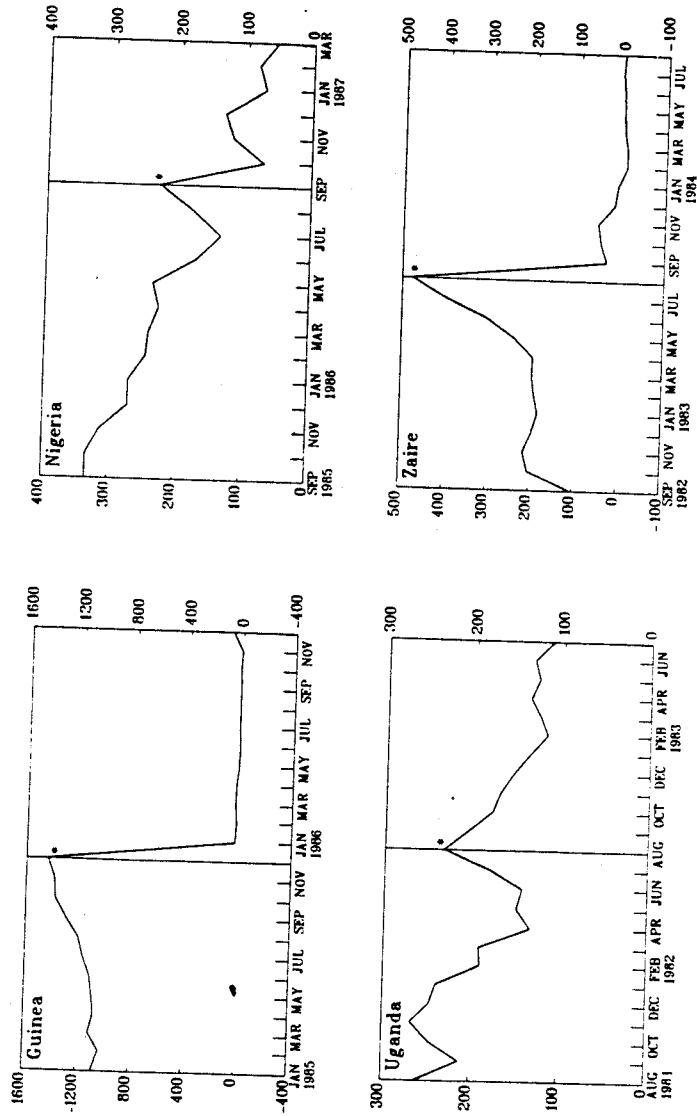 Guinea
1600 1600
1200 1200
800 800
400 400
0 0
-400 -400
JAN MAR MAY JUL SEP NOV JAN MAR MAY JUL SEP NOV
1985 1986
Nigeria
400 400
300 300
200 200
100 100
0 0
SEP NOV JAN MAR MAY JUL SEP NOV JAN MAR
1985 1986 1987
Uganda
300 300
200 200
100 100
0 0
AUG OCT DEC FEB APR JUN AUG OCT DEC FEB APR JUN
1981 1982 1983
Zaire
500 500
400 400
300 300
200 200
100 100
0 0
-100 -100
SEP NOV JAN MAR MAY JUL SEP NOV JAN MAR MAY JUL
1982 1983 1984